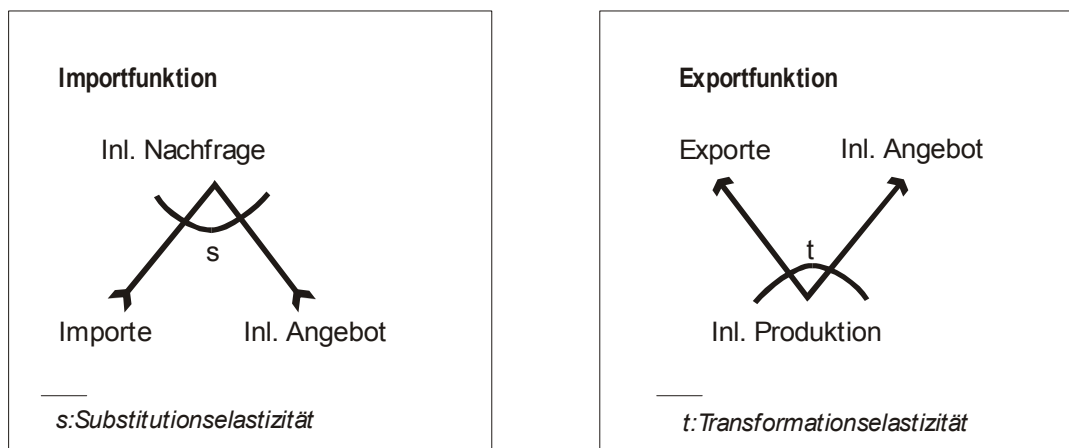 Importfunktion
Inl. Nachfrage
s
Importe Inl. Angebot
s:Substitutionselastizität
Exportfunktion
Exporte Inl. Angebot
t
Inl. Produktion
t:Transformationselastizität